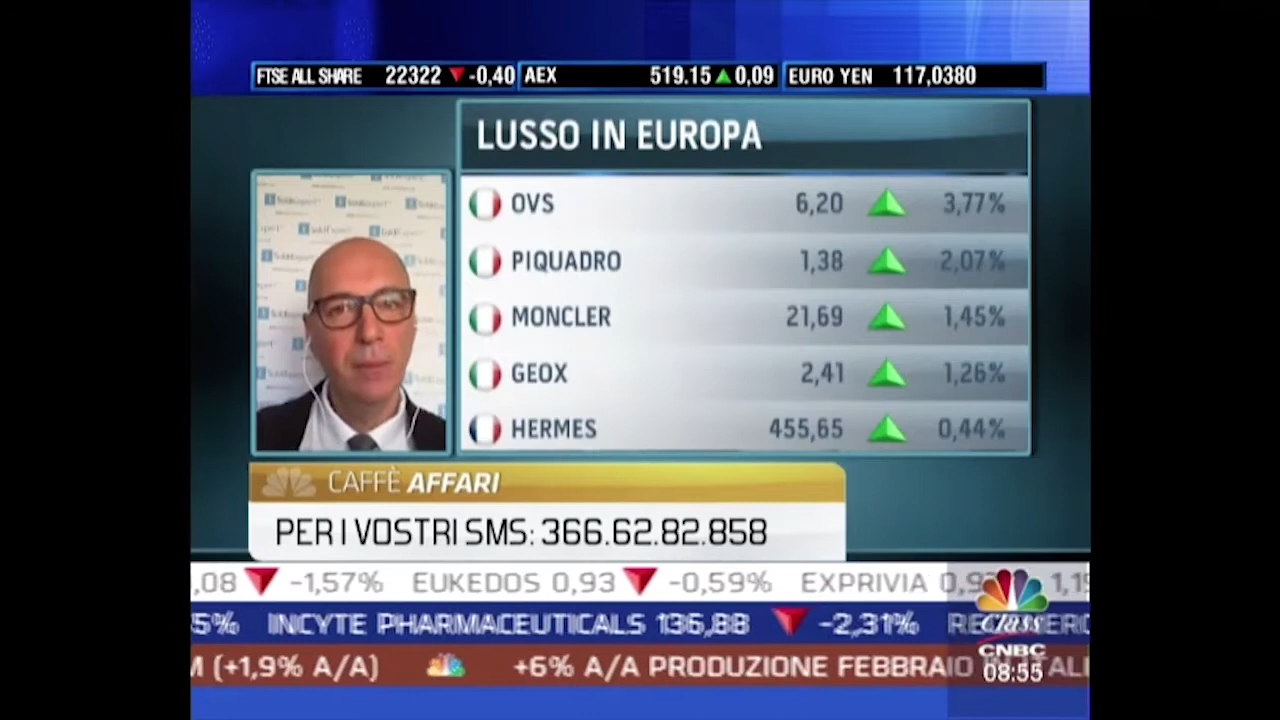 FTSE ALL SHARE 22322 ▼ -0,40 AEX 519.15 ▲ 0,09 EURO YEN 117,0380
LUSSO IN EUROPA
OVS 6,20 ▲ 3,77%
PIQUADRO 1,38 ▲ 2,07%
MONCLER 21,69 ▲ 1,45%
GEOX 2,41 ▲ 1,26%
HERMES 455,65 ▲ 0,44%
CAFFÈ AFFARI
PER I VOSTRI SMS: 366.62.82.858
,08 ▼ -1,57% EUKEDOS 0,93 ▼ -0,59% EXPRIVIA
5% INCYTE PHARMACEUTICALS 136,88 ▼ -2,31%
(+1,9% A/A) +6% A/A PRODUZIONE FEBBRAIO
Class
CNBC
08:55